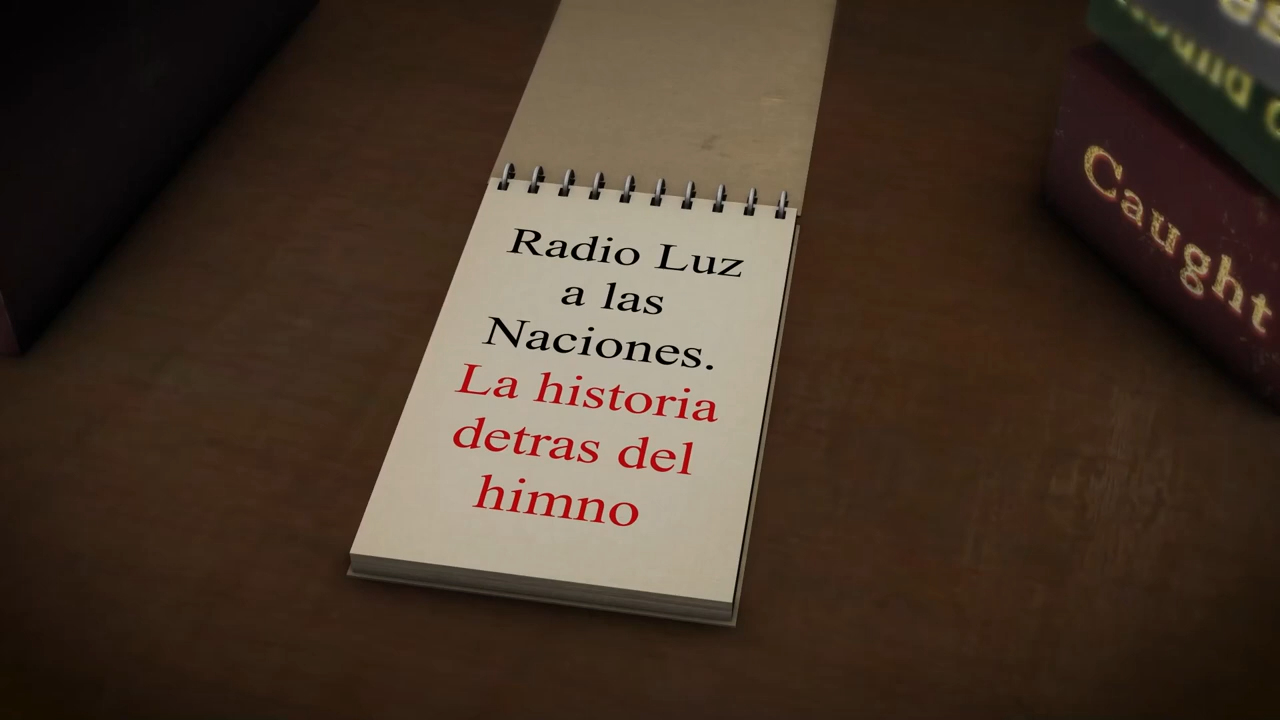 Radio Luz
a las
Naciones.
La historia
detras del
himno
Caught